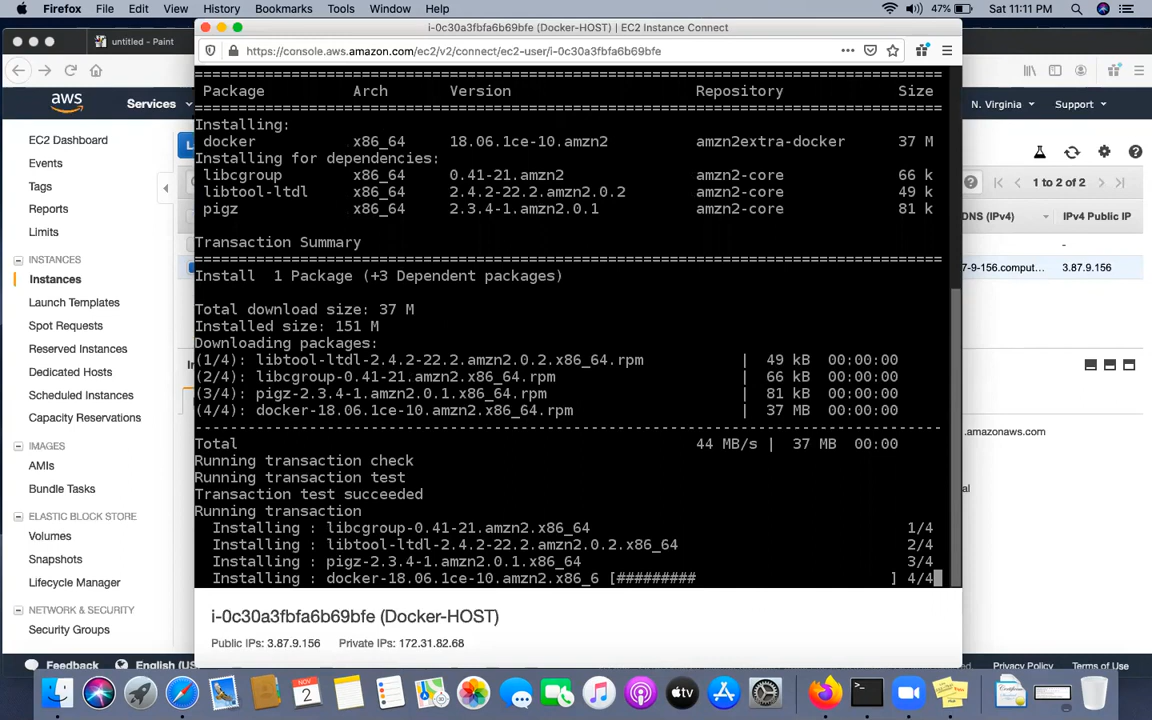 Firefox File Edit View History Bookmarks Tools Window Help 47% Sat 11:11 PM
untitled - Paint
i-0c30a3fbfa6b69bfe (Docker-HOST) | EC2 Instance Connect
https://console.aws.amazon.com/ec2/v2/connect/ec2-user/i-0c30a3fbfa6b69bfe
aws Services N. Virginia Support
EC2 Dashboard
Events
Tags
Reports
Limits
INSTANCES
Instances
Launch Templates
Spot Requests
Reserved Instances
Dedicated Hosts
Scheduled Instances
Capacity Reservations
IMAGES
AMIs
Bundle Tasks
ELASTIC BLOCK STORE
Volumes
Snapshots
Lifecycle Manager
NETWORK & SECURITY
Security Groups
================================================================================
Package Arch Version Repository Size
================================================================================
Installing:
docker x86_64 18.06.1ce-10.amzn2 amzn2extra-docker 37 M
Installing for dependencies:
libcgroup x86_64 0.41-21.amzn2 amzn2-core 66 k
libtool-ltdl x86_64 2.4.2-22.2.amzn2.0.2 amzn2-core 49 k
pigz x86_64 2.3.4-1.amzn2.0.1 amzn2-core 81 k
Transaction Summary
================================================================================
Install 1 Package (+3 Dependent packages)
Total download size: 37 M
Installed size: 151 M
Downloading packages:
(1/4): libtool-ltdl-2.4.2-22.2.amzn2.0.2.x86_64.rpm | 49 kB 00:00:00
(2/4): libcgroup-0.41-21.amzn2.x86_64.rpm | 66 kB 00:00:00
(3/4): pigz-2.3.4-1.amzn2.0.1.x86_64.rpm | 81 kB 00:00:00
(4/4): docker-18.06.1ce-10.amzn2.x86_64.rpm | 37 MB 00:00:00
--------------------------------------------------------------------------------
Total 44 MB/s | 37 MB 00:00
Running transaction check
Running transaction test
Transaction test succeeded
Running transaction
Installing : libcgroup-0.41-21.amzn2.x86_64 1/4
Installing : libtool-ltdl-2.4.2-22.2.amzn2.0.2.x86_64 2/4
Installing : pigz-2.3.4-1.amzn2.0.1.x86_64 3/4
Installing : docker-18.06.1ce-10.amzn2.x86_6 [######### ] 4/4
i-0c30a3fbfa6b69bfe (Docker-HOST)
Public IPs: 3.87.9.156 Private IPs: 172.31.82.68
1 to 2 of 2
DNS (IPv4) IPv4 Public IP
-
7-9-156.comput... 3.87.9.156
.amazonaws.com
Feedback English (US Privacy Policy Terms of Use
NOV
2
tv